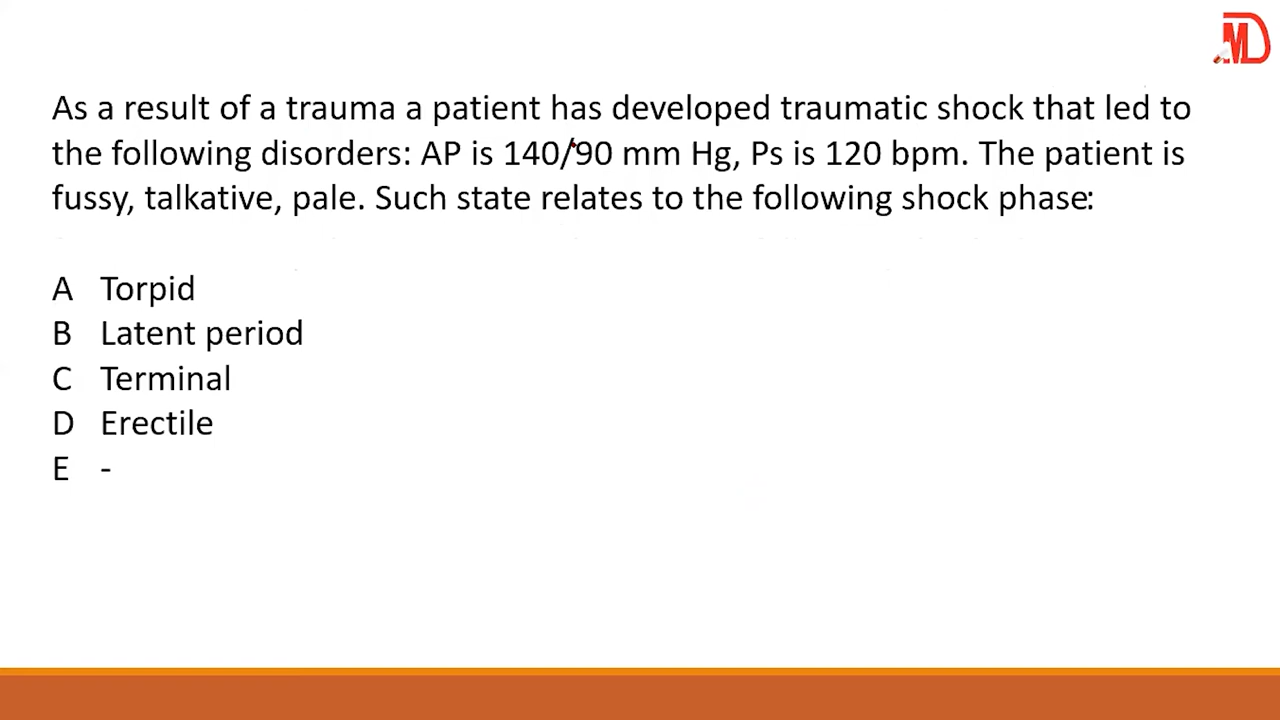 MD
As a result of a trauma a patient has developed traumatic shock that led to
the following disorders: AP is 140/90 mm Hg, Ps is 120 bpm. The patient is
fussy, talkative, pale. Such state relates to the following shock phase:
A Torpid
B Latent period
C Terminal
D Erectile
E -